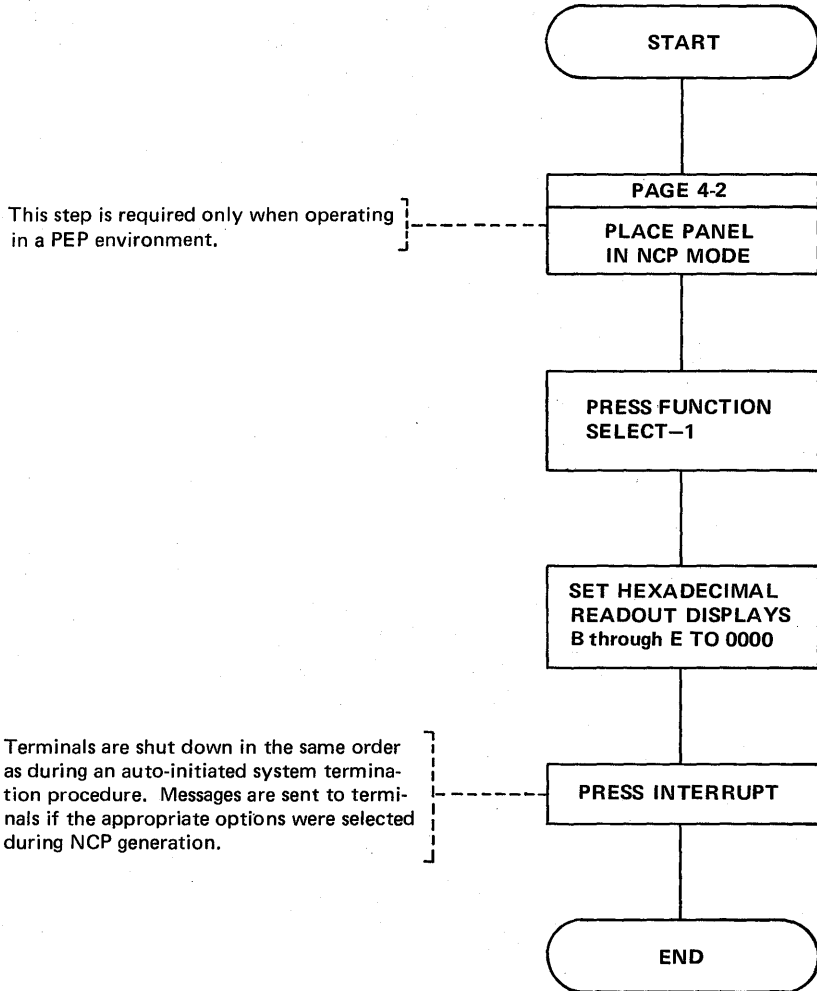 START
PAGE 4-2
This step is required only when operating
in a PEP environment.
PLACE PANEL
IN NCP MODE
PRESS FUNCTION
SELECT—1
SET HEXADECIMAL
READOUT DISPLAYS
B through E TO 0000
Terminals are shut down in the same order
as during an auto-initiated system termina-
tion procedure. Messages are sent to termi-
nals if the appropriate options were selected
during NCP generation.
PRESS INTERRUPT
END